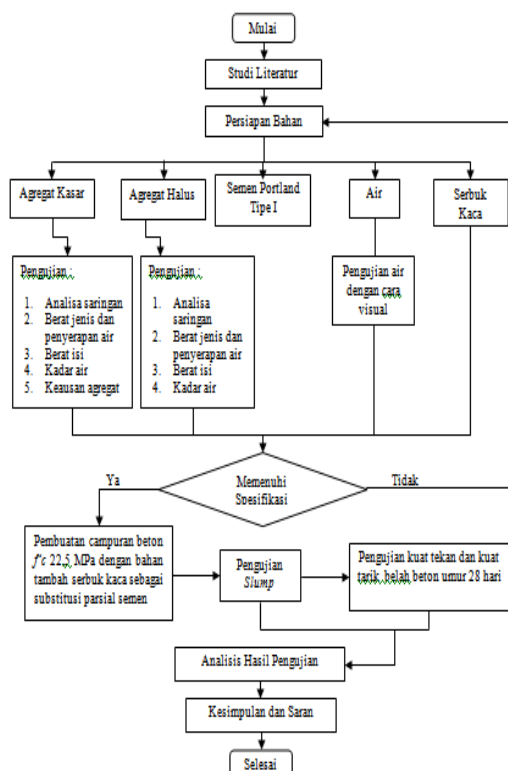 Mulai
Studi Literatur
Persiapan Bahan
Agregat Kasar
Agregat Halus
Semen Portland
Tipe I
Air
Serbuk
Kaca
Pengujian :
1. Analisa saringan
2. Berat jenis dan
penyerapan air
3. Berat isi
4. Kadar air
5. Keausan agregat
Pengujian :
1. Analisa
saringan
2. Berat jenis dan
penyerapan air
3. Berat isi
4. Kadar air
Pengujian air
dengan cara
visual
Memenuhi
Spesifikasi
Ya
Tidak
Pembuatan campuran beton
f'c 22,5 MPa dengan bahan
tambah serbuk kaca sebagai
substitusi parsial semen
Pengujian
Slump
Pengujian kuat tekan dan kuat
tarik belah beton umur 28 hari
Analisis Hasil Pengujian
Kesimpulan dan Saran
Selesai